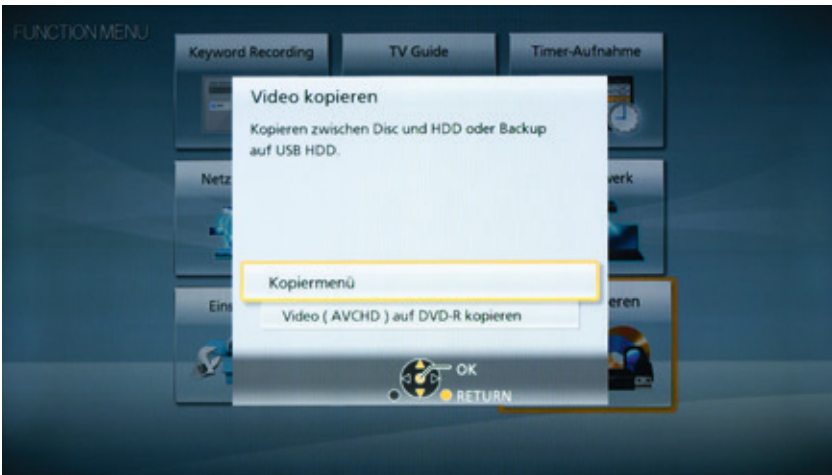 FUNCTION MENU
Keyword Recording
TV Guide
Timer-Aufnahme
Video kopieren
Kopieren zwischen Disc und HDD oder Backup
auf USB HDD.
Netz
werk
Kopiermenü
Eins
eren
Video ( AVCHD ) auf DVD-R kopieren
OK
RETURN